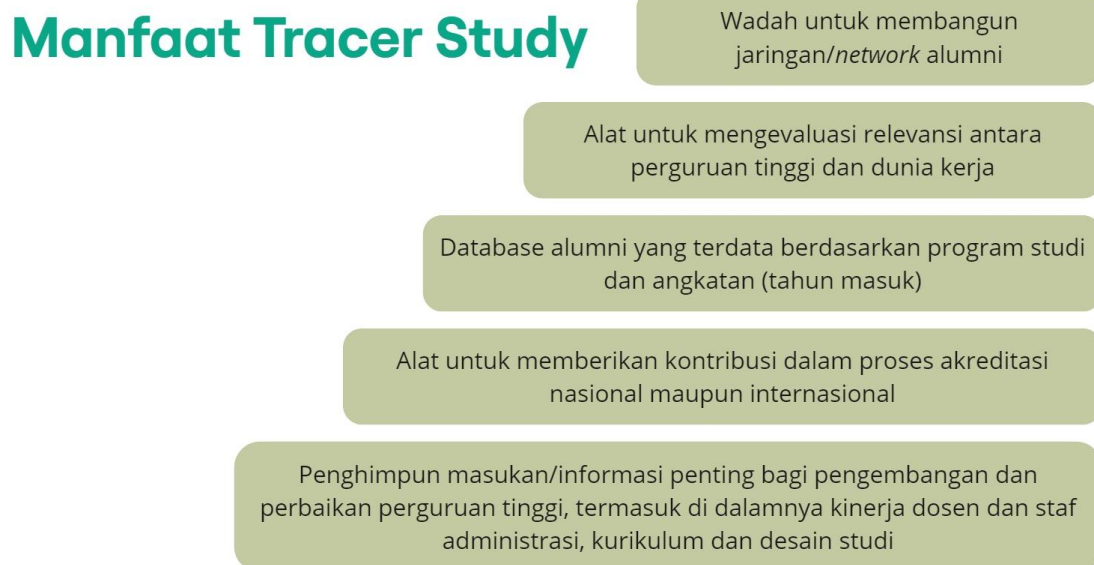 Manfaat Tracer Study
Wadah untuk membangun
jaringan/network alumni
Alat untuk mengevaluasi relevansi antara
perguruan tinggi dan dunia kerja
Database alumni yang terdata berdasarkan program studi
dan angkatan (tahun masuk)
Alat untuk memberikan kontribusi dalam proses akreditasi
nasional maupun internasional
Penghimpun masukan/informasi penting bagi pengembangan dan
perbaikan perguruan tinggi, termasuk di dalamnya kinerja dosen dan staf
administrasi, kurikulum dan desain studi